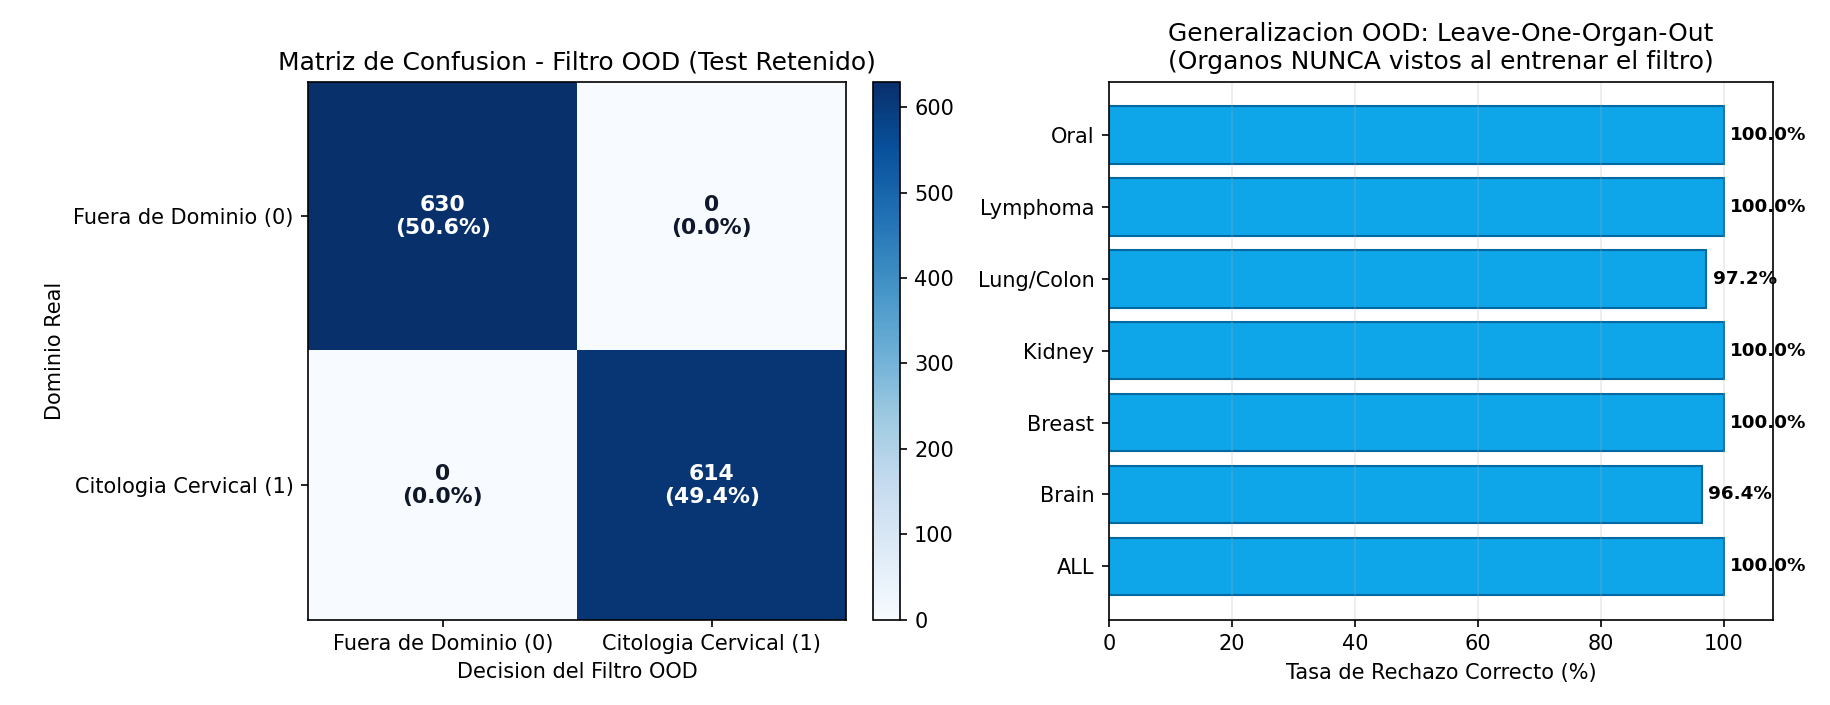 Matriz de Confusion - Filtro OOD (Test Retenido)
Dominio Real
Fuera de Dominio (0)
Citologia Cervical (1)
630
(50.6%)
0
(0.0%)
0
(0.0%)
614
(49.4%)
Fuera de Dominio (0)
Citologia Cervical (1)
Decision del Filtro OOD
600
500
400
300
200
100
0
Generalizacion OOD: Leave-One-Organ-Out
(Organos NUNCA vistos al entrenar el filtro)
Oral 100.0%
Lymphoma 100.0%
Lung/Colon 97.2%
Kidney 100.0%
Breast 100.0%
Brain 96.4%
ALL 100.0%
0 20 40 60 80 100
Tasa de Rechazo Correcto (%)